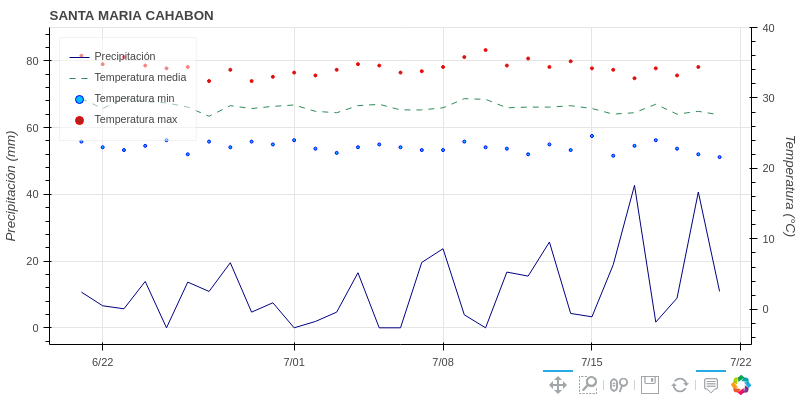 SANTA MARIA CAHABON
Precipitación
Temperatura media
Temperatura min
Temperatura max
Precipitación (mm)
80
60
40
20
0
Temperatura (°C)
40
30
20
10
0
6/22
7/01
7/08
7/15
7/22